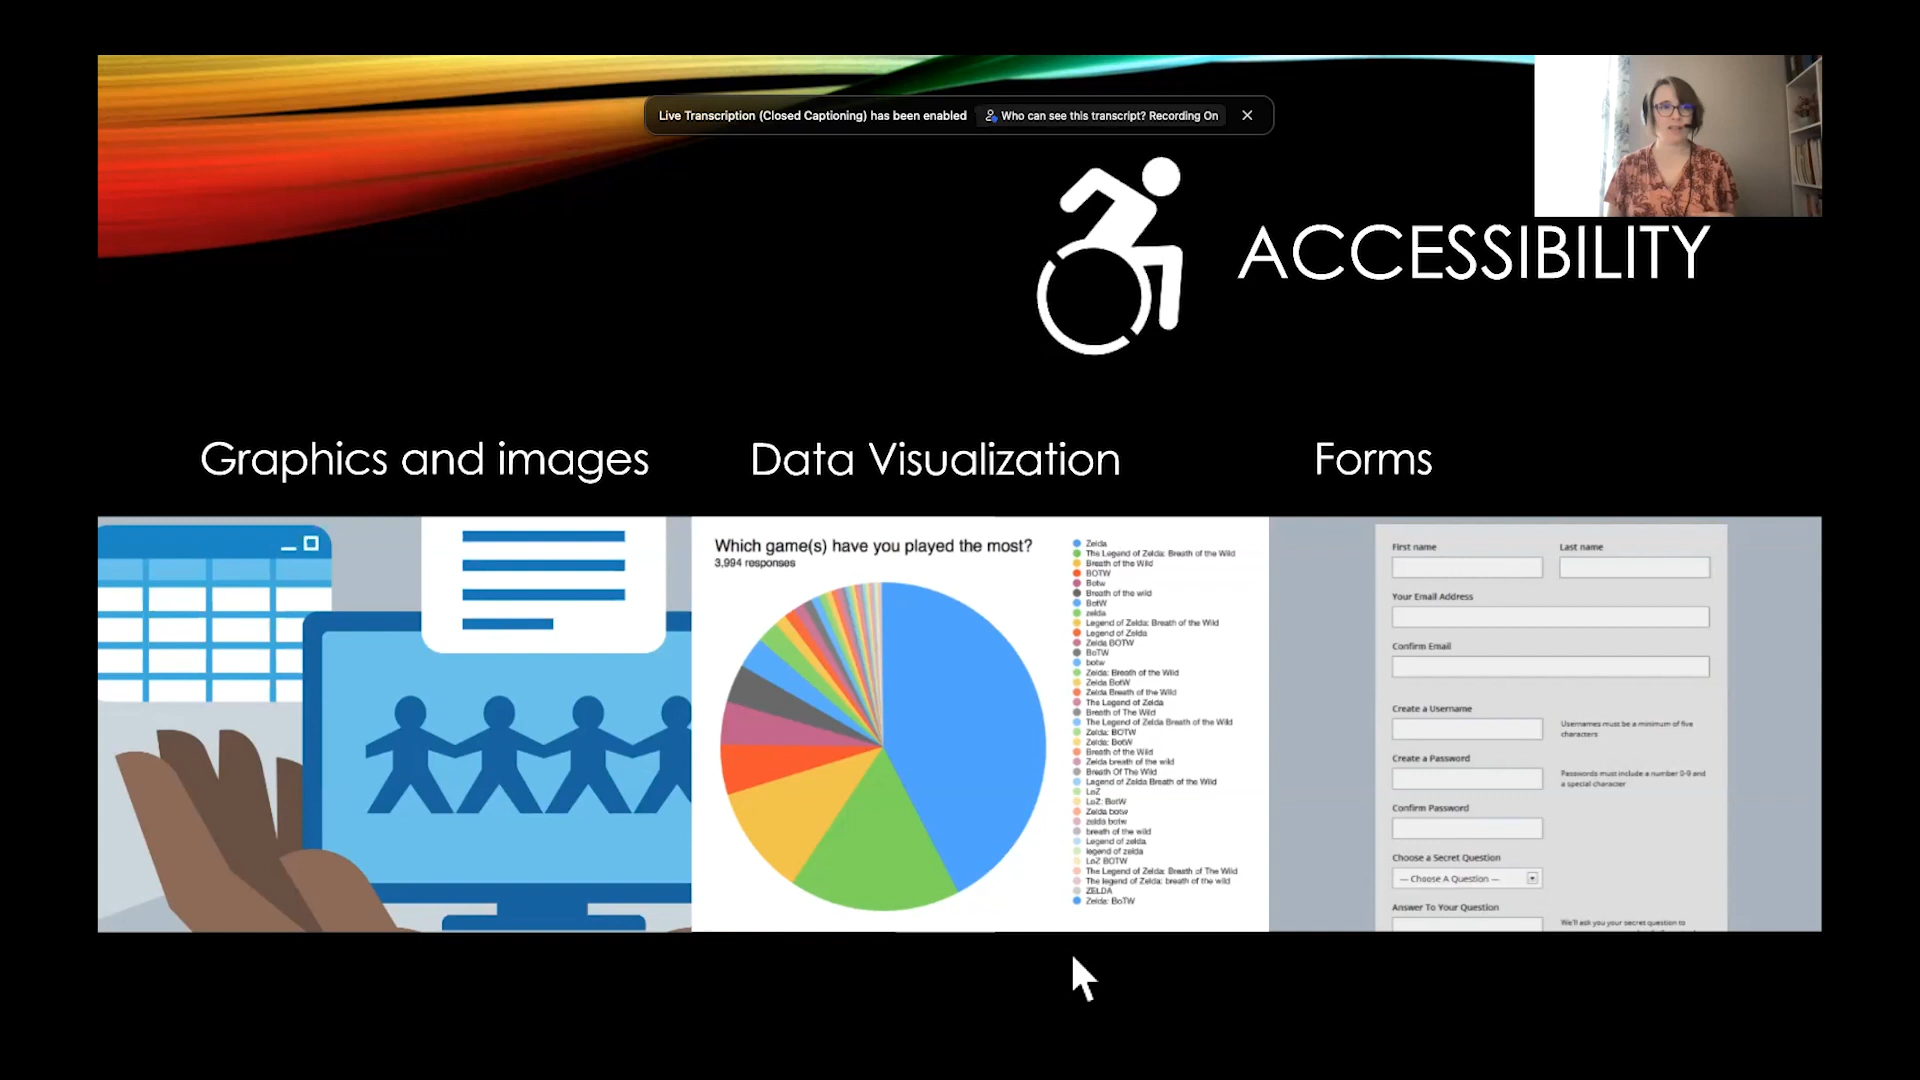 Live Transcription (Closed Captioning) has been enabled
Who can see this transcript? Recording On
ACCESSIBILITY
Graphics and images
Data Visualization
Forms
Which game(s) have you played the most?
3,994 responses
Zelda
The Legend of Zelda: Breath of the Wild
Breath of the Wild
BOTW
Botw
Breath of the wild
BotW
zelda
Legend of Zelda: Breath of the Wild
Legend of Zelda
Zelda BOTW
BoTW
botw
Zelda: Breath of the Wild
Zelda BotW
Zelda Breath of the Wild
The Legend of Zelda
Breath of The Wild
The Legend of Zelda Breath of the Wild
Zelda: BOTW
Zelda: BotW
Breath of the Wild
Zelda breath of the wild
Breath Of The Wild
Legend of Zelda Breath of the Wild
LoZ
LoZ: BotW
Zelda botw
zelda botw
breath of the wild
Legend of zelda
legend of zelda
LoZ BOTW
The Legend of Zelda: Breath of The Wild
The legend of Zelda: breath of the wild
ZELDA
Zelda: BoTW
First name
Last name
Your Email Address
Confirm Email
Create a Username
Usernames must be a minimum of five
characters
Create a Password
Passwords must include a number 0-9 and
a special character
Confirm Password
Choose a Secret Question
— Choose A Question —
Answer To Your Question
We'll ask you your secret question to